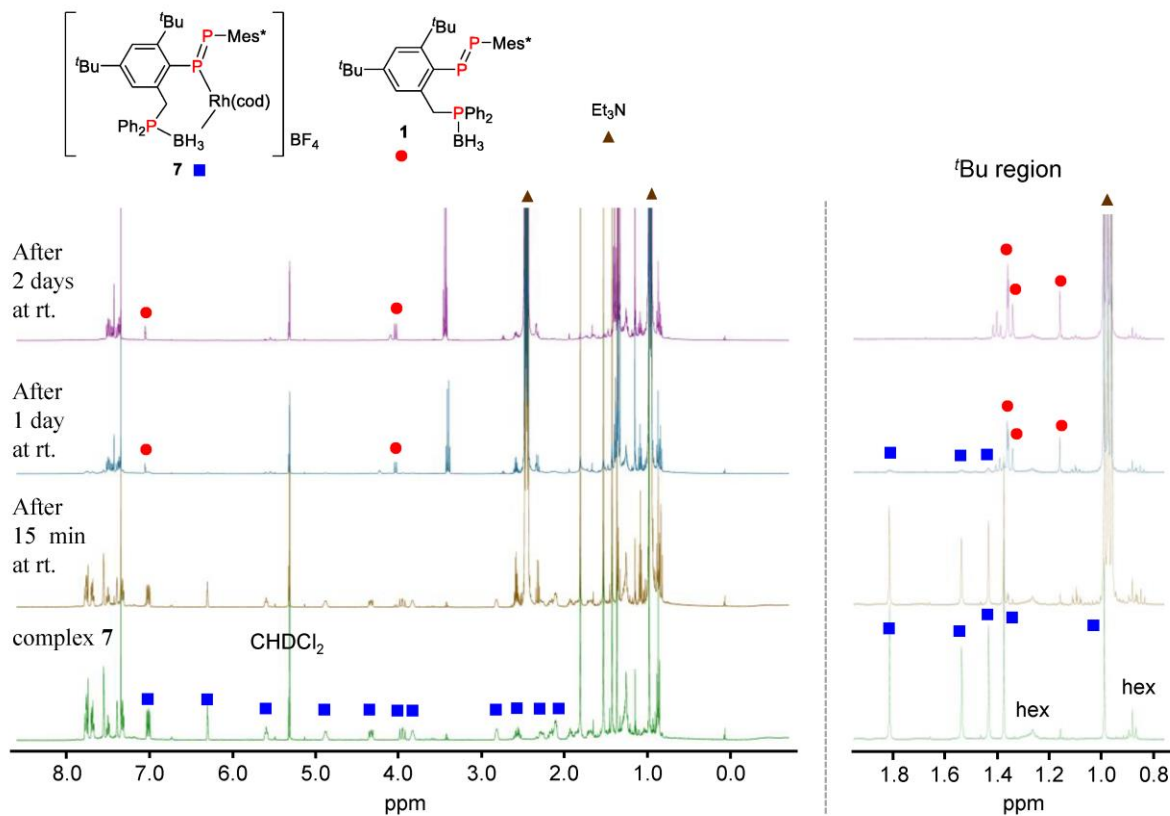 ᵗBu
P
Mes*
ᵗBu
P
Rh(cod)
Ph₂P
BH₃
BF₄
7
ᵗBu
P
Mes*
ᵗBu
P
PPh₂
BH₃
1
Et₃N
ᵗBu region
After
2 days
at rt.
After
1 day
at rt.
After
15 min
at rt.
complex 7
CHDCl₂
hex
hex
8.0 7.0 6.0 5.0 4.0 3.0 2.0 1.0 0.0
ppm
1.8 1.6 1.4 1.2 1.0 0.8
ppm